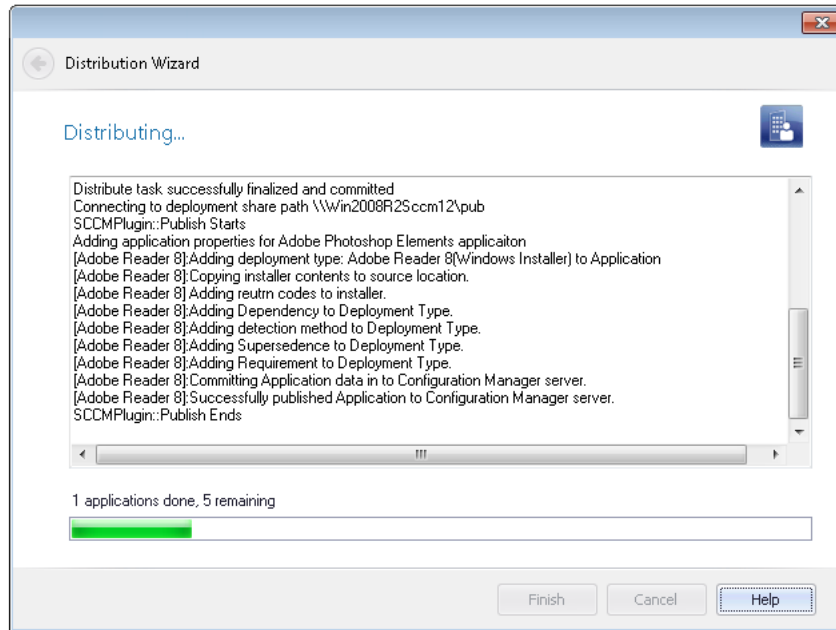 Distribution Wizard
Distributing...
Distribute task successfully finalized and committed
Connecting to deployment share path \\Win2008R2Sccm12\pub
SCCMPlugin::Publish Starts
Adding application properties for Adobe Photoshop Elements applicaiton
[Adobe Reader 8]:Adding deployment type: Adobe Reader 8(Windows Installer) to Application
[Adobe Reader 8]:Copying installer contents to source location.
[Adobe Reader 8] Adding reutrn codes to installer.
[Adobe Reader 8]:Adding Dependency to Deployment Type.
[Adobe Reader 8]:Adding detection method to Deployment Type.
[Adobe Reader 8]:Adding Supersedence to Deployment Type.
[Adobe Reader 8]:Adding Requirement to Deployment Type.
[Adobe Reader 8]:Committing Application data in to Configuration Manager server.
[Adobe Reader 8]:Successfully published Application to Configuration Manager server.
SCCMPlugin::Publish Ends
1 applications done, 5 remaining
Finish
Cancel
Help